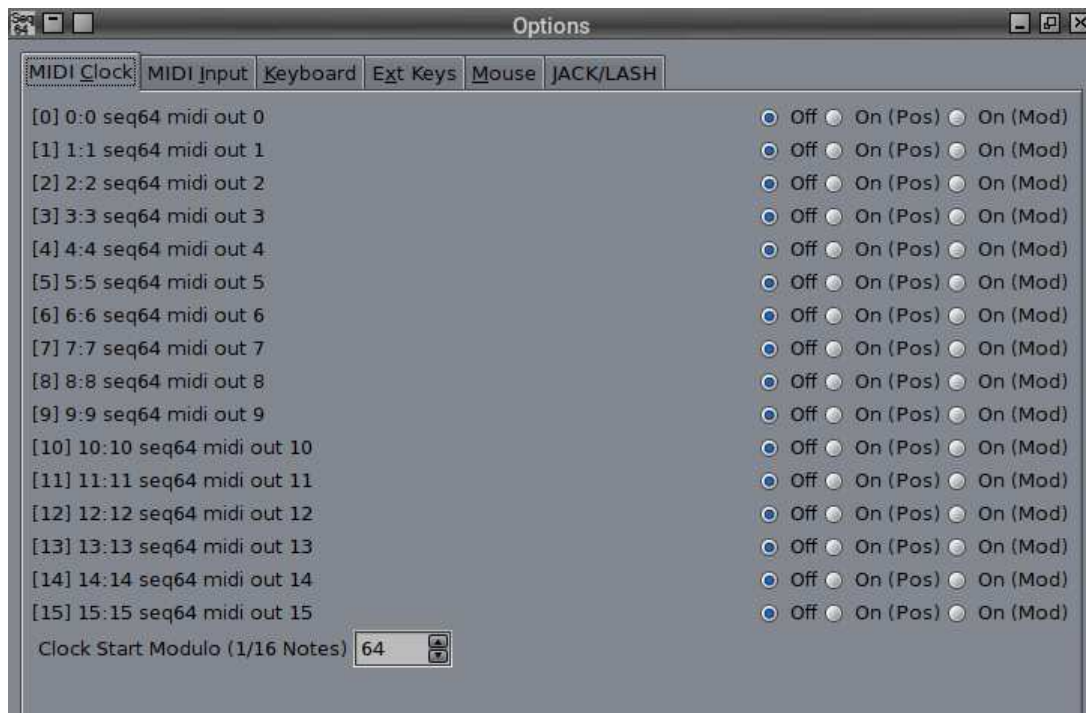 Seq 64 Options
MIDI Clock MIDI Input Keyboard Ext Keys Mouse JACK/LASH
[0] 0:0 seq64 midi out 0 Off On (Pos) On (Mod)
[1] 1:1 seq64 midi out 1 Off On (Pos) On (Mod)
[2] 2:2 seq64 midi out 2 Off On (Pos) On (Mod)
[3] 3:3 seq64 midi out 3 Off On (Pos) On (Mod)
[4] 4:4 seq64 midi out 4 Off On (Pos) On (Mod)
[5] 5:5 seq64 midi out 5 Off On (Pos) On (Mod)
[6] 6:6 seq64 midi out 6 Off On (Pos) On (Mod)
[7] 7:7 seq64 midi out 7 Off On (Pos) On (Mod)
[8] 8:8 seq64 midi out 8 Off On (Pos) On (Mod)
[9] 9:9 seq64 midi out 9 Off On (Pos) On (Mod)
[10] 10:10 seq64 midi out 10 Off On (Pos) On (Mod)
[11] 11:11 seq64 midi out 11 Off On (Pos) On (Mod)
[12] 12:12 seq64 midi out 12 Off On (Pos) On (Mod)
[13] 13:13 seq64 midi out 13 Off On (Pos) On (Mod)
[14] 14:14 seq64 midi out 14 Off On (Pos) On (Mod)
[15] 15:15 seq64 midi out 15 Off On (Pos) On (Mod)
Clock Start Modulo (1/16 Notes) 64